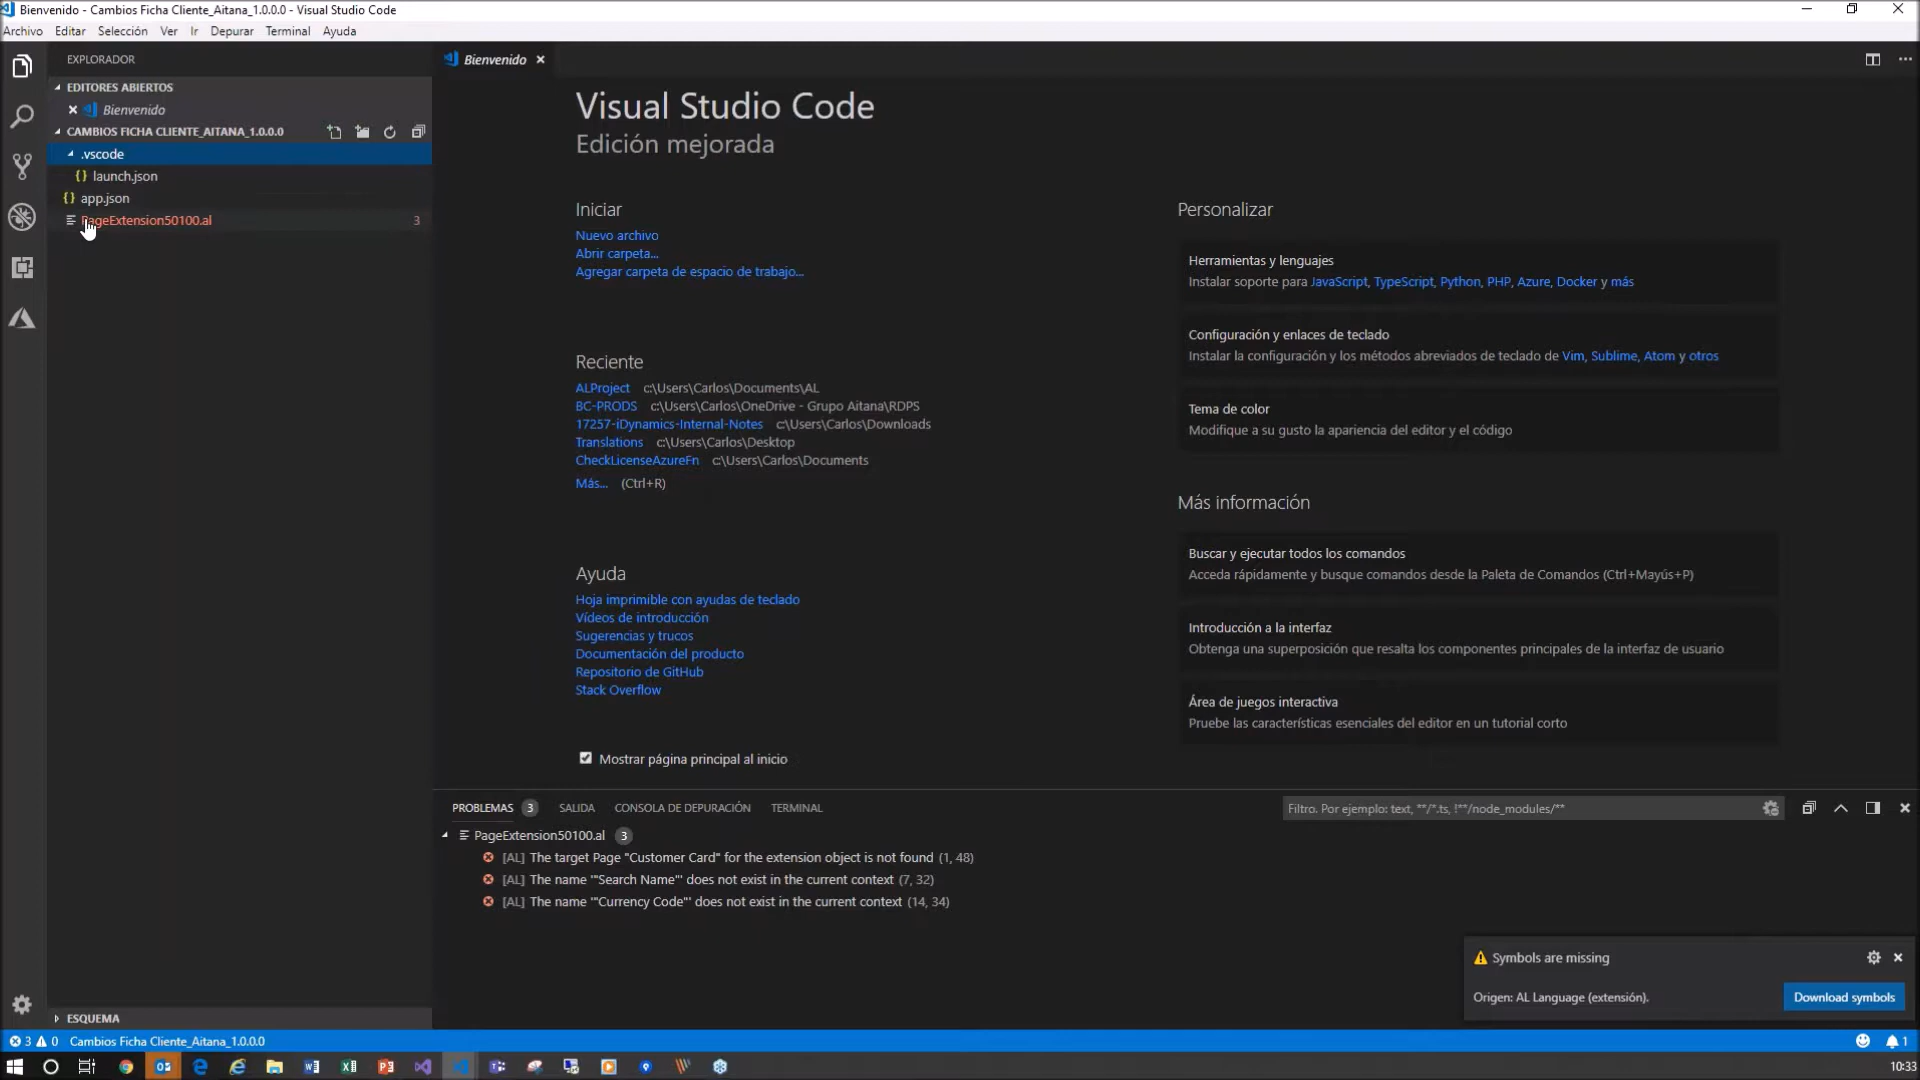 Bienvenido - Cambios Ficha Cliente_Aitana_1.0.0.0 - Visual Studio Code
Archivo Editar Selección Ver Ir Depurar Terminal Ayuda
EXPLORADOR
EDITORES ABIERTOS
Bienvenido
CAMBIOS FICHA CLIENTE_AITANA_1.0.0.0
.vscode
{} launch.json
{} app.json
PageExtension50100.al 3
ESQUEMA
Bienvenido
Visual Studio Code
Edición mejorada
Iniciar
Nuevo archivo
Abrir carpeta...
Agregar carpeta de espacio de trabajo...
Reciente
ALProject c:\Users\Carlos\Documents\AL
BC-PRODS c:\Users\Carlos\OneDrive - Grupo Aitana\RDPS
17257-iDynamics-Internal-Notes c:\Users\Carlos\Downloads
Translations c:\Users\Carlos\Desktop
CheckLicenseAzureFn c:\Users\Carlos\Documents
Más... (Ctrl+R)
Ayuda
Hoja imprimible con ayudas de teclado
Vídeos de introducción
Sugerencias y trucos
Documentación del producto
Repositorio de GitHub
Stack Overflow
Mostrar página principal al inicio
Personalizar
Herramientas y lenguajes
Instalar soporte para JavaScript, TypeScript, Python, PHP, Azure, Docker y más
Configuración y enlaces de teclado
Instalar la configuración y los métodos abreviados de teclado de Vim, Sublime, Atom y otros
Tema de color
Modifique a su gusto la apariencia del editor y el código
Más información
Buscar y ejecutar todos los comandos
Acceda rápidamente y busque comandos desde la Paleta de Comandos (Ctrl+Mayús+P)
Introducción a la interfaz
Obtenga una superposición que resalta los componentes principales de la interfaz de usuario
Área de juegos interactiva
Pruebe las características esenciales del editor en un tutorial corto
PROBLEMAS 3 SALIDA CONSOLA DE DEPURACIÓN TERMINAL
Filtro. Por ejemplo: text, **/*.ts, !**/node_modules/**
PageExtension50100.al 3
[AL] The target Page "Customer Card" for the extension object is not found (1, 48)
[AL] The name '"Search Name"' does not exist in the current context (7, 32)
[AL] The name '"Currency Code"' does not exist in the current context (14, 34)
Symbols are missing
Origen: AL Language (extensión).
Download symbols
3 0 Cambios Ficha Cliente_Aitana_1.0.0.0
1
10:33